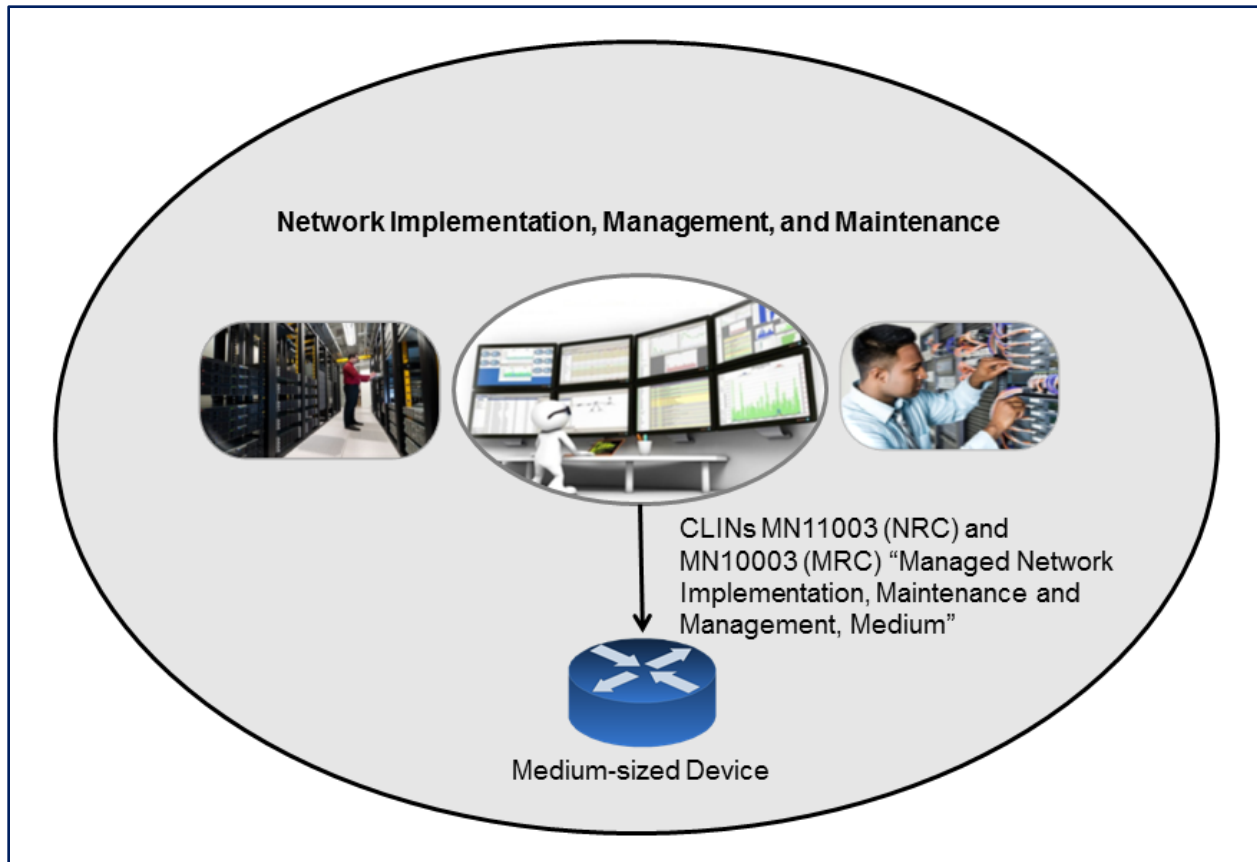 Network Implementation, Management, and Maintenance
CLINs MN11003 (NRC) and
MN10003 (MRC) “Managed Network
Implementation, Maintenance and
Management, Medium”
Medium-sized Device